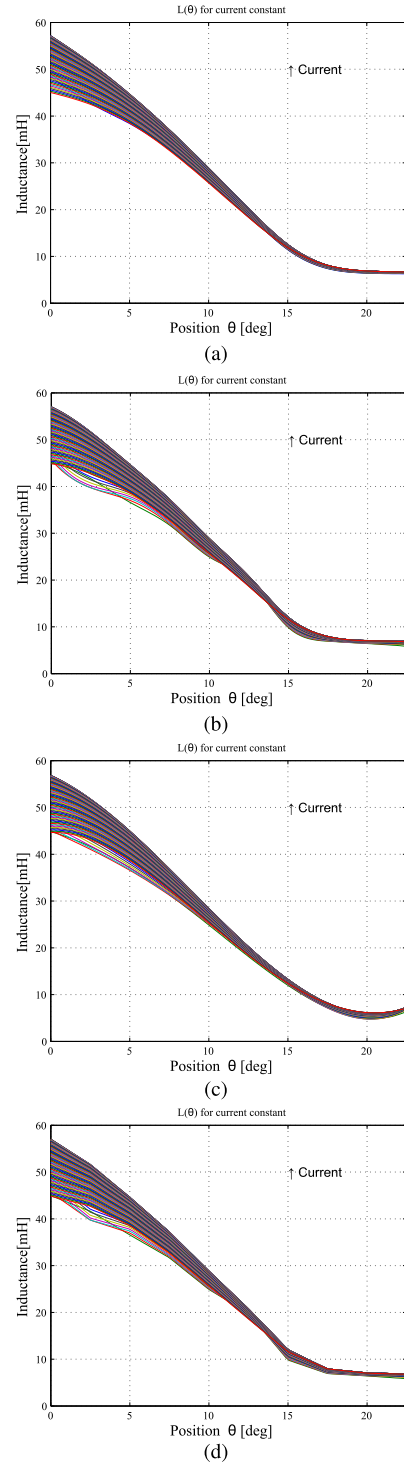 L(θ) for current constant
60
50
↑ Current
40
30
20
10
0
0 5 10 15 20
Inductance[mH]
Position θ [deg]
(a)
L(θ) for current constant
60
50
↑ Current
40
30
20
10
0
0 5 10 15 20
Inductance[mH]
Position θ [deg]
(b)
L(θ) for current constant
60
50
↑ Current
40
30
20
10
0
0 5 10 15 20
Inductance[mH]
Position θ [deg]
(c)
L(θ) for current constant
60
50
↑ Current
40
30
20
10
0
0 5 10 15 20
Inductance[mH]
Position θ [deg]
(d)